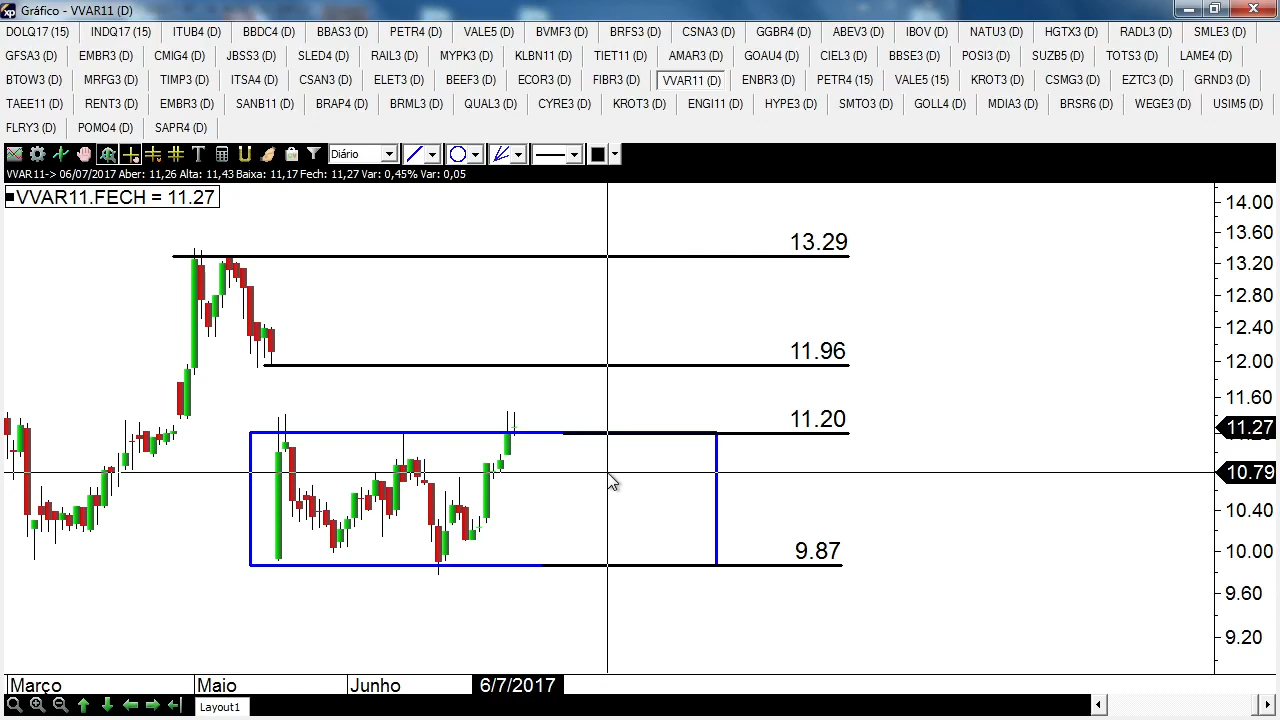 xp Gráfico - VVAR11 (D)
DOLQ17 (15) INDQ17 (15) ITUB4 (D) BBDC4 (D) BBAS3 (D) PETR4 (D) VALE5 (D) BVMF3 (D) BRFS3 (D) CSNA3 (D) GGBR4 (D) ABEV3 (D) IBOV (D) NATU3 (D) HGTX3 (D) RADL3 (D) SMLE3 (D)
GFSA3 (D) EMBR3 (D) CMIG4 (D) JBSS3 (D) SLED4 (D) RAIL3 (D) MYPK3 (D) KLBN11 (D) TIET11 (D) AMAR3 (D) GOAU4 (D) CIEL3 (D) BBSE3 (D) POSI3 (D) SUZB5 (D) TOTS3 (D) LAME4 (D)
BTOW3 (D) MRFG3 (D) TIMP3 (D) ITSA4 (D) CSAN3 (D) ELET3 (D) BEEF3 (D) ECOR3 (D) FIBR3 (D) VVAR11 (D) ENBR3 (D) PETR4 (15) VALE5 (15) KROT3 (D) CSMG3 (D) EZTC3 (D) GRND3 (D)
TAEE11 (D) RENT3 (D) EMBR3 (D) SANB11 (D) BRAP4 (D) BRML3 (D) QUAL3 (D) CYRE3 (D) KROT3 (D) ENGI11 (D) HYPE3 (D) SMTO3 (D) GOLL4 (D) MDIA3 (D) BRSR6 (D) WEGE3 (D) USIM5 (D)
FLRY3 (D) POMO4 (D) SAPR4 (D)
Diário
VVAR11-> 06/07/2017 Aber: 11,26 Alta: 11,43 Baixa: 11,17 Fech: 11,27 Var: 0,45% Var: 0,05
VVAR11.FECH = 11.27
14.00
13.60
13.29
13.20
12.80
12.40
11.96
12.00
11.60
11.20
11.27
10.79
10.40
9.87
10.00
9.60
9.20
Março Maio Junho 6/7/2017
Layout1